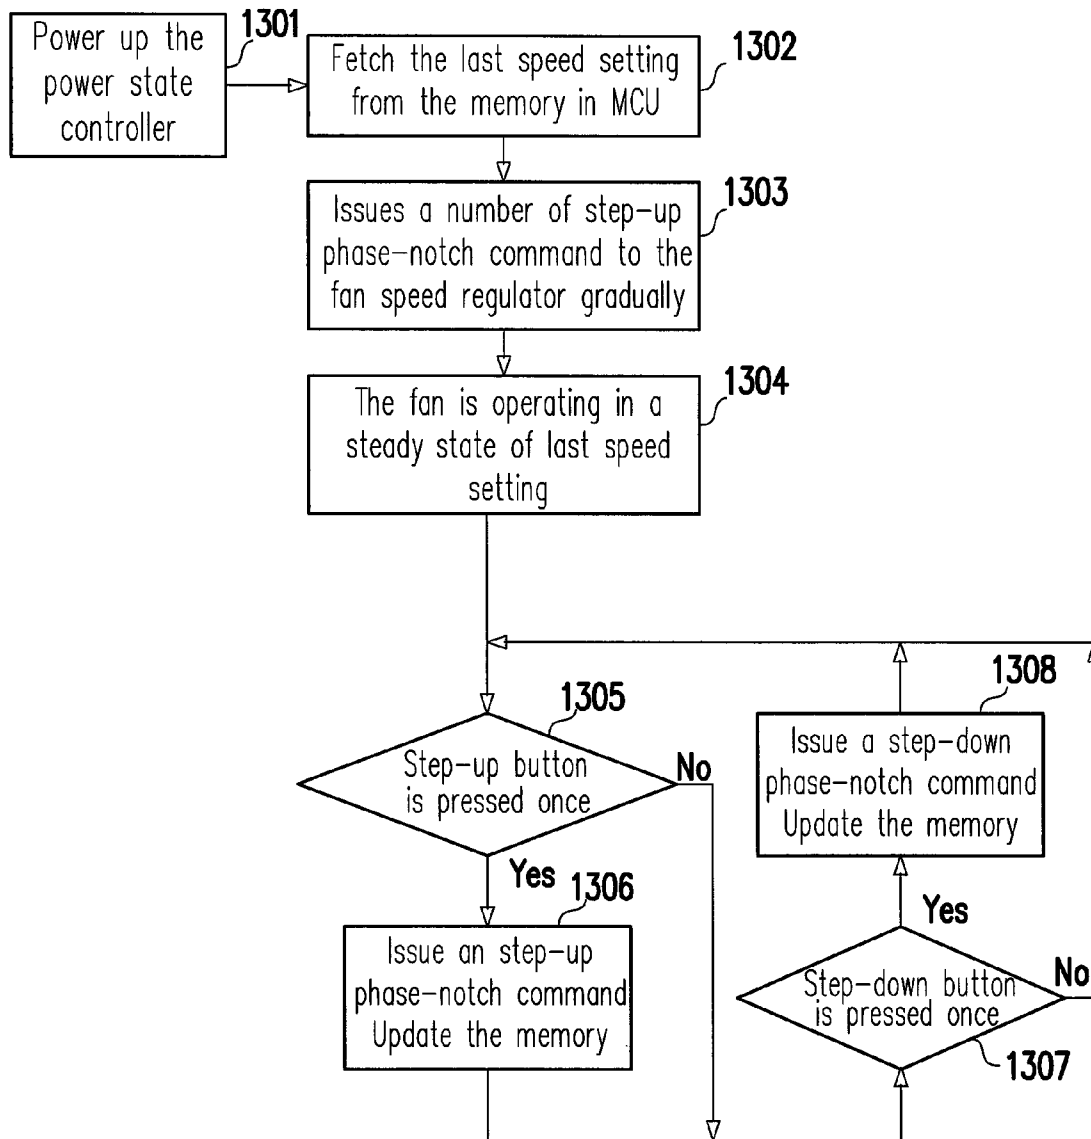 1301
Power up the
power state
controller
1302
Fetch the last speed setting
from the memory in MCU
1303
Issues a number of step-up
phase-notch command to the
fan speed regulator gradually
1304
The fan is operating in a
steady state of last speed
setting
1305
Step-up button
is pressed once
No
Yes
1306
Issue an step-up
phase-notch command
Update the memory
1308
Issue a step-down
phase-notch command
Update the memory
Yes
Step-down button
is pressed once
No
1307